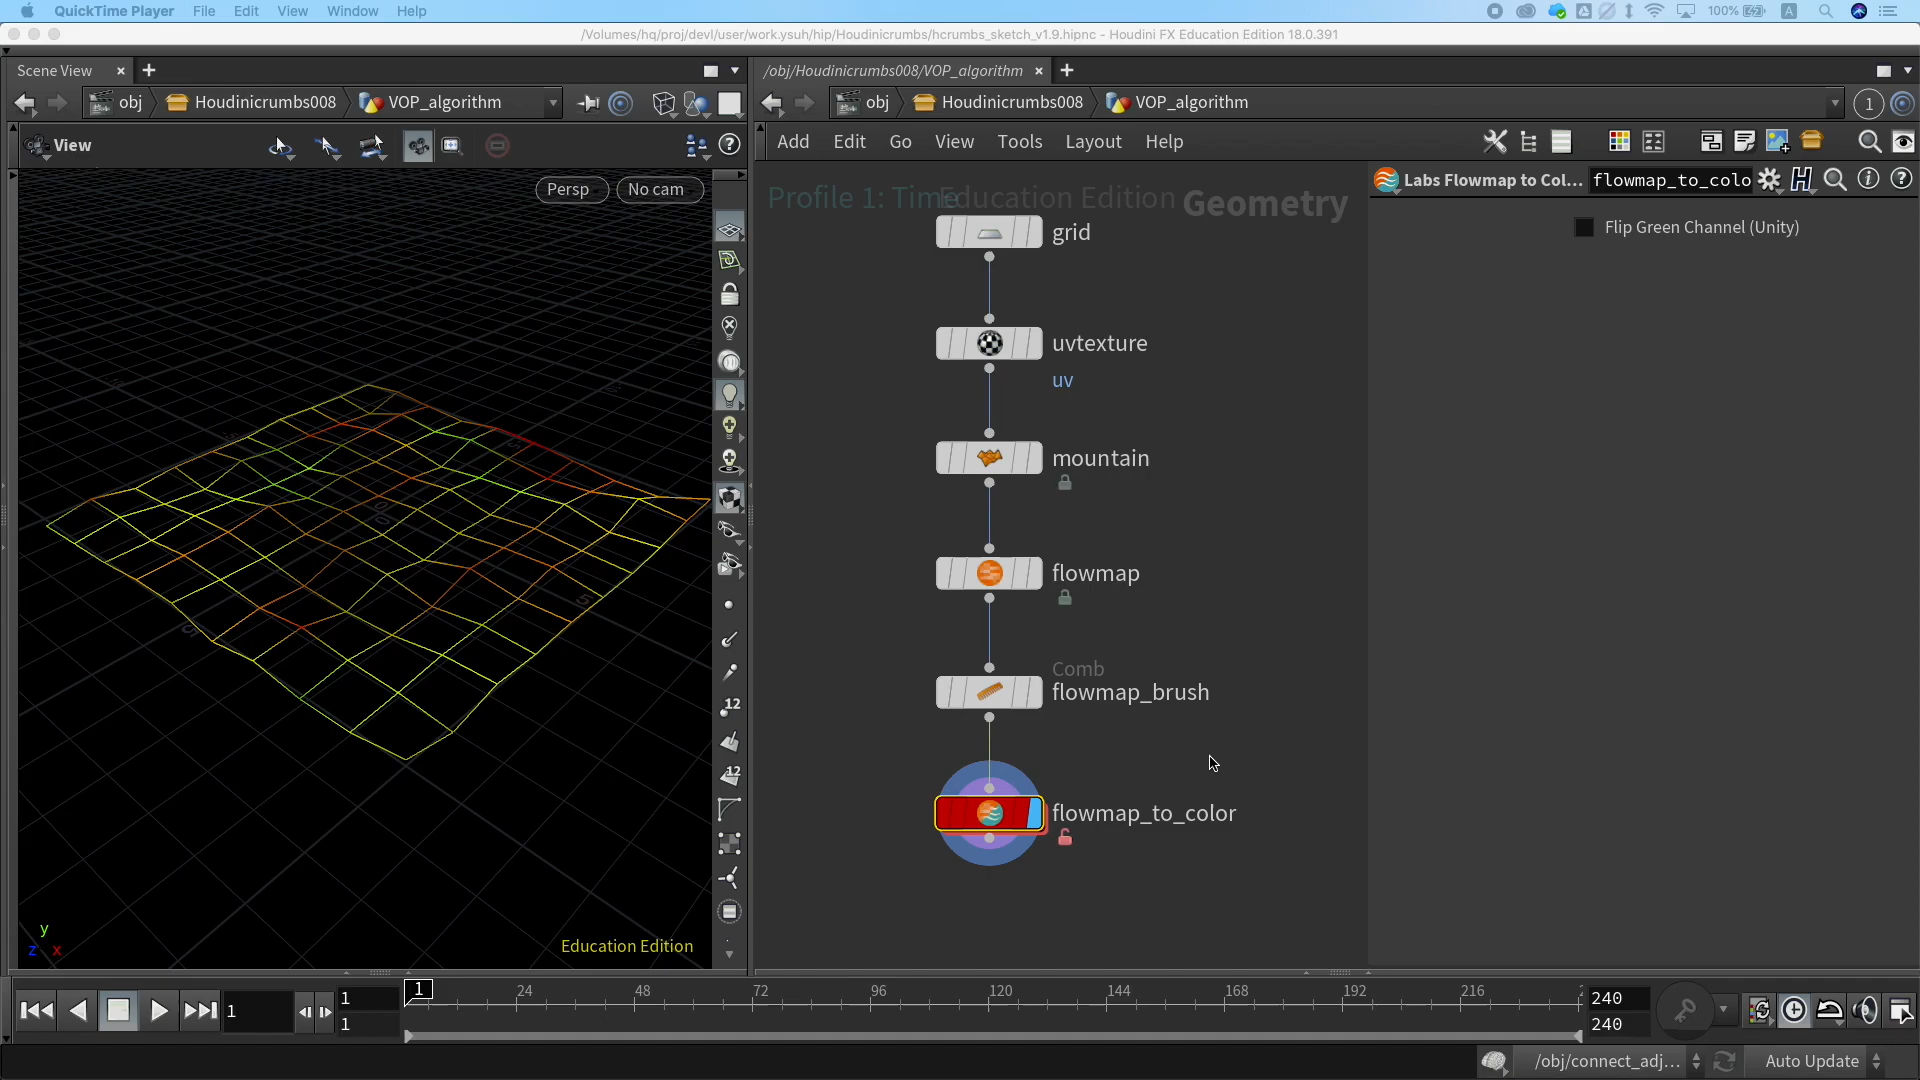 QuickTime Player File Edit View Window Help 100% A
/Volumes/hq/proj/devl/user/work.ysuh/hip/Houdinicrumbs/hcrumbs_sketch_v1.9.hipnc - Houdini FX Education Edition 18.0.391
Scene View × +
/obj/Houdinicrumbs008/VOP_algorithm × +
obj Houdinicrumbs008 VOP_algorithm
obj Houdinicrumbs008 VOP_algorithm 1
View
Add Edit Go View Tools Layout Help
Persp No cam
Profile 1: Time
Education Edition
Geometry
Labs Flowmap to Col... flowmap_to_colo
Flip Green Channel (Unity)
grid
uvtexture
uv
mountain
flowmap
Comb
flowmap_brush
flowmap_to_color
12
12
y
z x
Education Edition
1 1 1 1 24 48 72 96 120 144 168 192 216 240 240
/obj/connect_adj... Auto Update